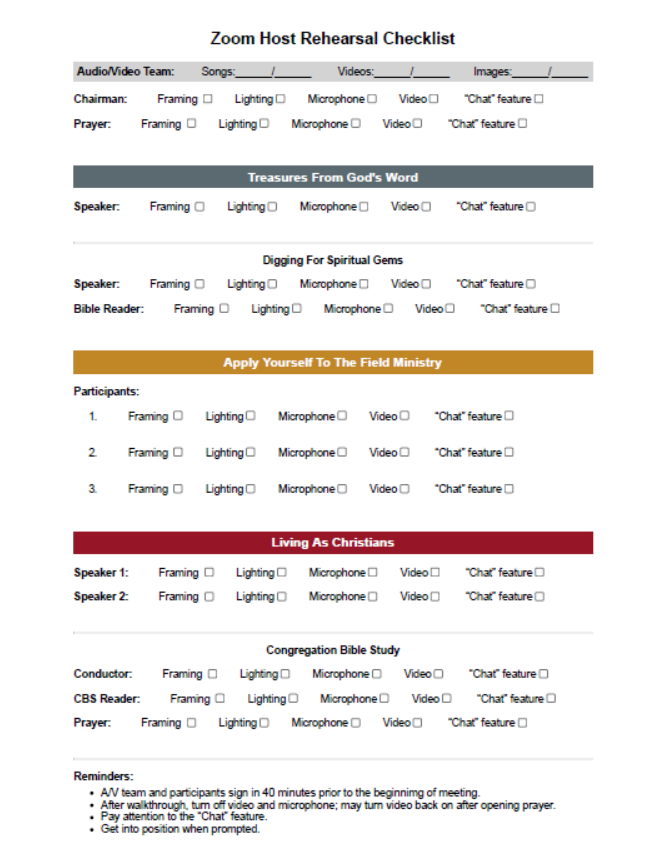 Zoom Host Rehearsal Checklist
Audio/Video Team: Songs:______/______ Videos:______/______ Images:______/______
Chairman: Framing ☐ Lighting ☐ Microphone ☐ Video ☐ "Chat" feature ☐
Prayer: Framing ☐ Lighting ☐ Microphone ☐ Video ☐ "Chat" feature ☐
Treasures From God's Word
Speaker: Framing ☐ Lighting ☐ Microphone ☐ Video ☐ "Chat" feature ☐
Digging For Spiritual Gems
Speaker: Framing ☐ Lighting ☐ Microphone ☐ Video ☐ "Chat" feature ☐
Bible Reader: Framing ☐ Lighting ☐ Microphone ☐ Video ☐ "Chat" feature ☐
Apply Yourself To The Field Ministry
Participants:
1. Framing ☐ Lighting ☐ Microphone ☐ Video ☐ "Chat" feature ☐
2. Framing ☐ Lighting ☐ Microphone ☐ Video ☐ "Chat" feature ☐
3. Framing ☐ Lighting ☐ Microphone ☐ Video ☐ "Chat" feature ☐
Living As Christians
Speaker 1: Framing ☐ Lighting ☐ Microphone ☐ Video ☐ "Chat" feature ☐
Speaker 2: Framing ☐ Lighting ☐ Microphone ☐ Video ☐ "Chat" feature ☐
Congregation Bible Study
Conductor: Framing ☐ Lighting ☐ Microphone ☐ Video ☐ "Chat" feature ☐
CBS Reader: Framing ☐ Lighting ☐ Microphone ☐ Video ☐ "Chat" feature ☐
Prayer: Framing ☐ Lighting ☐ Microphone ☐ Video ☐ "Chat" feature ☐
Reminders:
• A/V team and participants sign in 40 minutes prior to the beginnimg of meeting.
• After walkthrough, turn off video and microphone; may turn video back on after opening prayer.
• Pay attention to the "Chat" feature.
• Get into position when prompted.